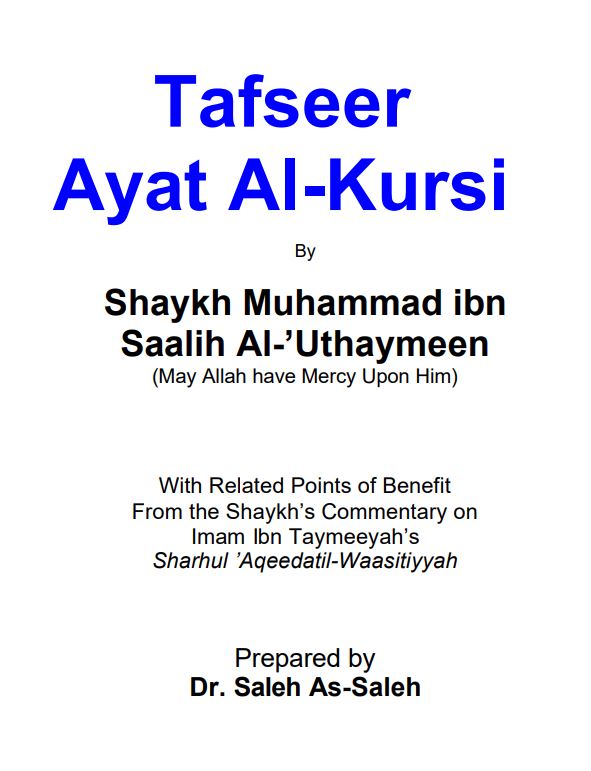 Tafseer
Ayat Al-Kursi
By
Shaykh Muhammad ibn
Saalih Al-’Uthaymeen
(May Allah have Mercy Upon Him)
With Related Points of Benefit
From the Shaykh’s Commentary on
Imam Ibn Taymeeyah’s
Sharhul ’Aqeedatil-Waasitiyyah
Prepared by
Dr. Saleh As-Saleh